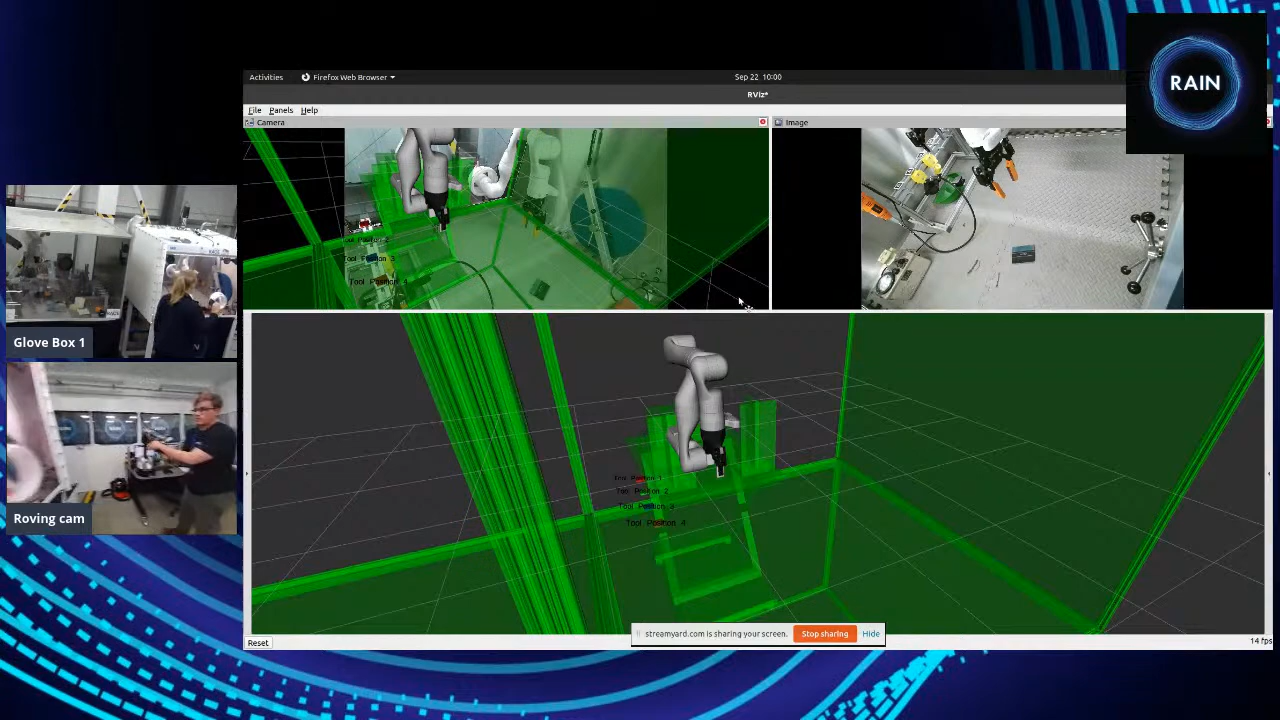 RAIN
Activities
Firefox Web Browser
Sep 22 10:00
RViz*
File Panels Help
Camera
Image
Tool Position 3
Tool Position
Glove Box 1
Roving cam
Tool Position 2
Tool Position 4
streamyard.com is sharing your screen.
Stop sharing
Hide
Reset
14 fps